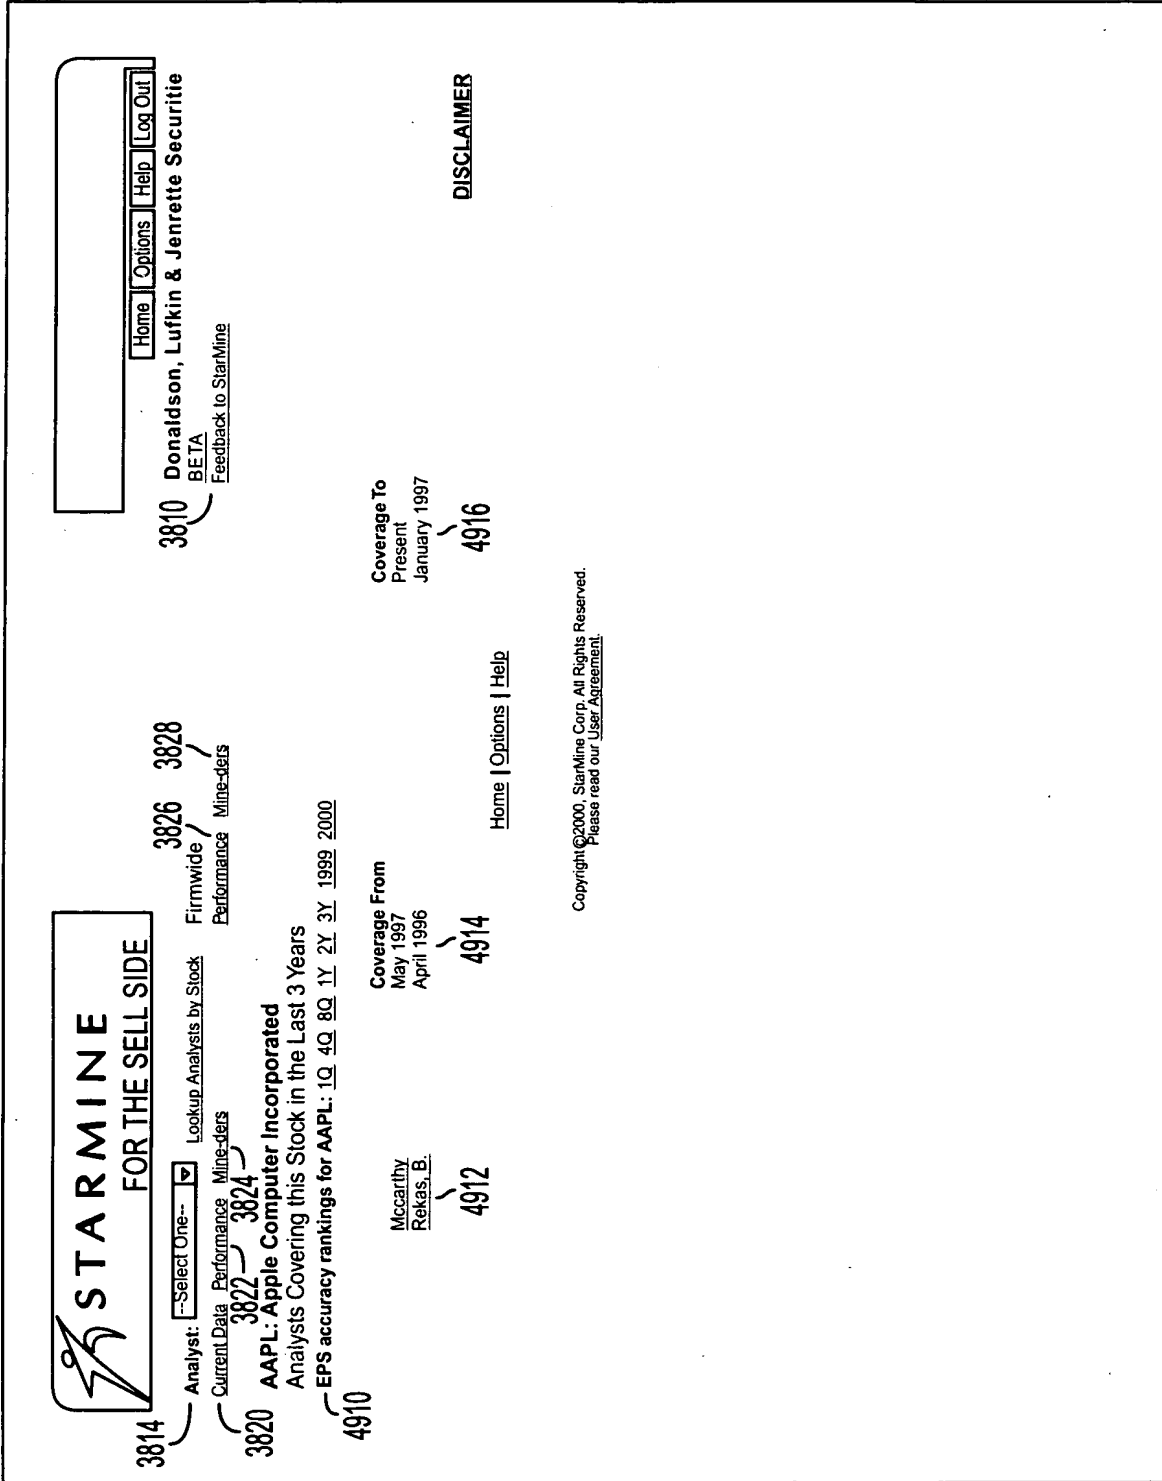 STARMINE
FOR THE SELL SIDE
Home Options Help Log Out
3814
Analyst: --Select One-- Lookup Analysts by Stock
3826 3828
Firmwide
3810
Donaldson, Lufkin & Jenrette Securitie
BETA
Current Data Performance Mine-ders
Performance Mine-ders
Feedback to StarMine
3820 3822 3824
AAPL: Apple Computer Incorporated
Analysts Covering this Stock in the Last 3 Years
EPS accuracy rankings for AAPL: 1Q 4Q 8Q 1Y 2Y 3Y 1999 2000
4910
Coverage From Coverage To
Mccarthy May 1997 Present
Rekas, B. April 1996 January 1997
4912 4914 4916
DISCLAIMER
Home | Options | Help
Copyright©2000, StarMine Corp. All Rights Reserved.
Please read our User Agreement.